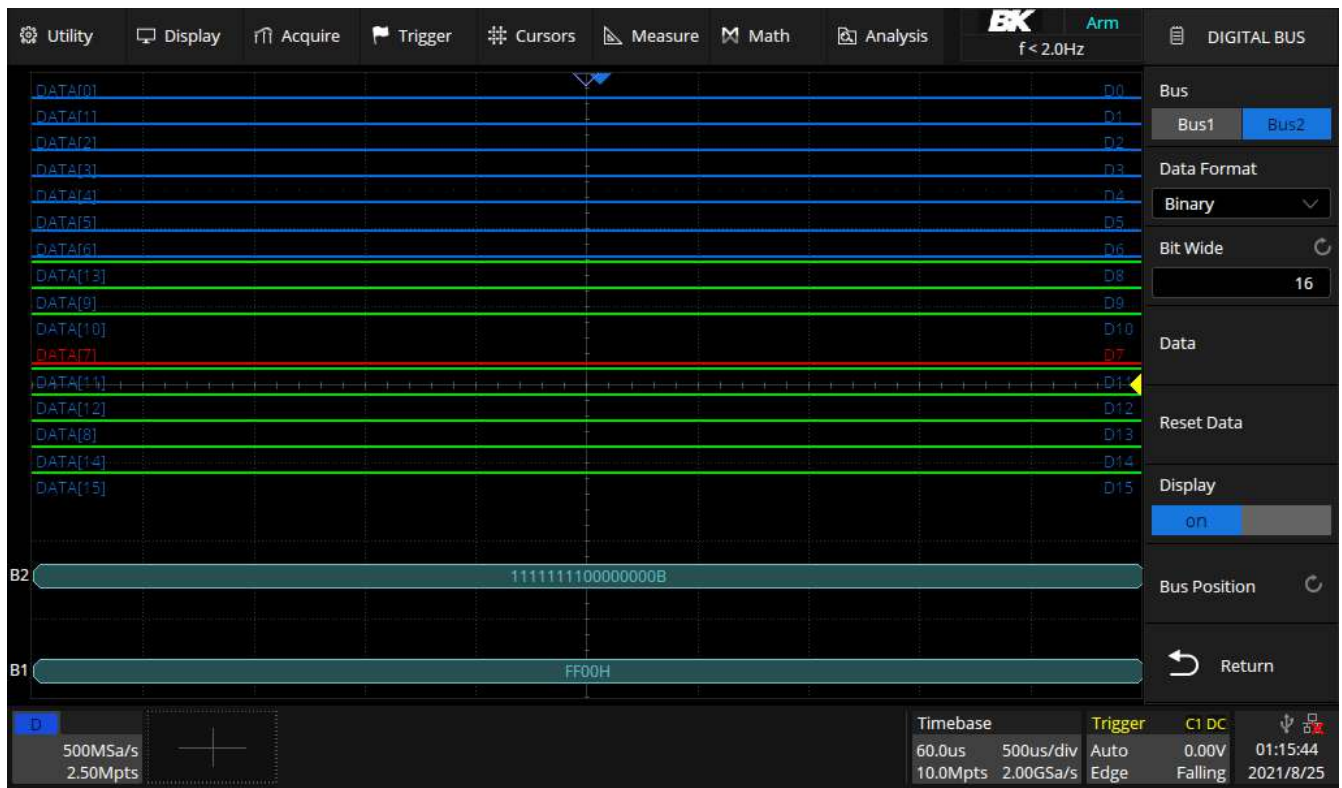 Utility Display Acquire Trigger Cursors Measure Math Analysis
BK Arm
f < 2.0Hz
DIGITAL BUS
DATA[0] D0
DATA[1] D1
DATA[2] D2
DATA[3] D3
DATA[4] D4
DATA[5] D5
DATA[6] D6
DATA[13] D8
DATA[9] D9
DATA[10] D10
DATA[7] D7
DATA[11] D11
DATA[12] D12
DATA[8] D13
DATA[14] D14
DATA[15] D15
B2 1111111100000000B
B1 FF00H
Bus
Bus1 Bus2
Data Format
Binary
Bit Wide
16
Data
Reset Data
Display
on
Bus Position
Return
D
500MSa/s
2.50Mpts
Timebase
60.0us 500us/div
10.0Mpts 2.00GSa/s
Trigger C1 DC
Auto 0.00V
Edge Falling
01:15:44
2021/8/25